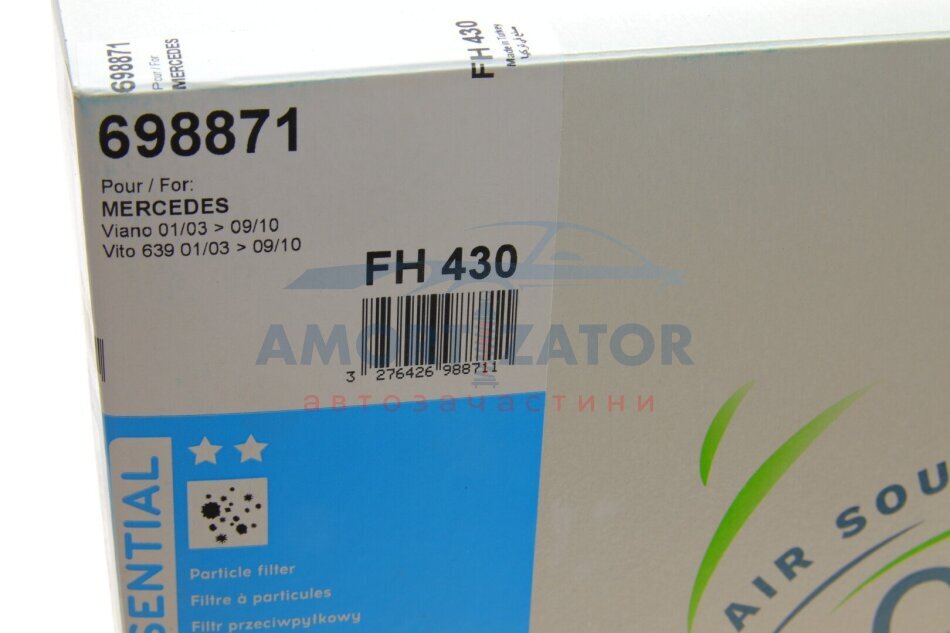 698871
Pour / For
MERCEDES
FH 430
Made in Turkey
698871
Pour / For:
MERCEDES
Viano 01/03 > 09/10
Vito 639 01/03 > 09/10
FH 430
3 276426 988711
AMORTIZATOR
автозачастини
SENTIAL
Particle filter
Filtre à particules
Filtr przeciwpyłkowy
AIR SOU